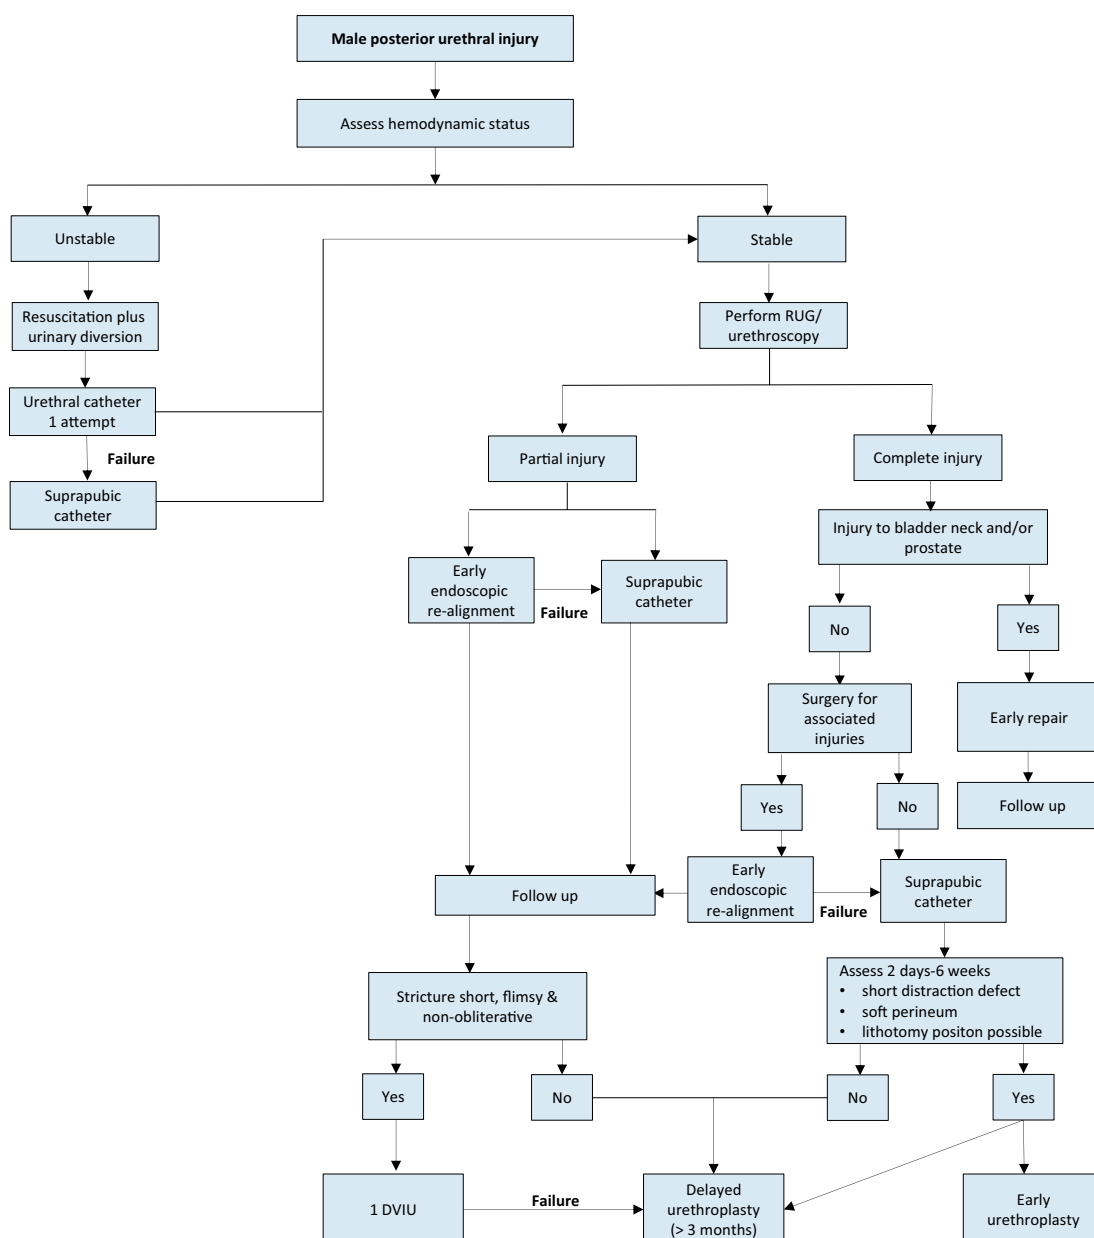 Male posterior urethral injury
Assess hemodynamic status
Unstable
Stable
Resuscitation plus
urinary diversion
Perform RUG/
urethroscopy
Urethral catheter
1 attempt
Failure
Suprapubic
catheter
Partial injury
Complete injury
Injury to bladder neck and/or
prostate
Early
endoscopic
re-alignment
Failure
Suprapubic
catheter
No
Yes
Surgery for
associated
injuries
Early repair
Yes
No
Follow up
Follow up
Early
endoscopic
re-alignment
Failure
Suprapubic
catheter
Stricture short, flimsy &
non-obliterative
Assess 2 days-6 weeks
• short distraction defect
• soft perineum
• lithotomy positon possible
Yes
No
No
Yes
1 DVIU
Failure
Delayed
urethroplasty
(> 3 months)
Early
urethroplasty